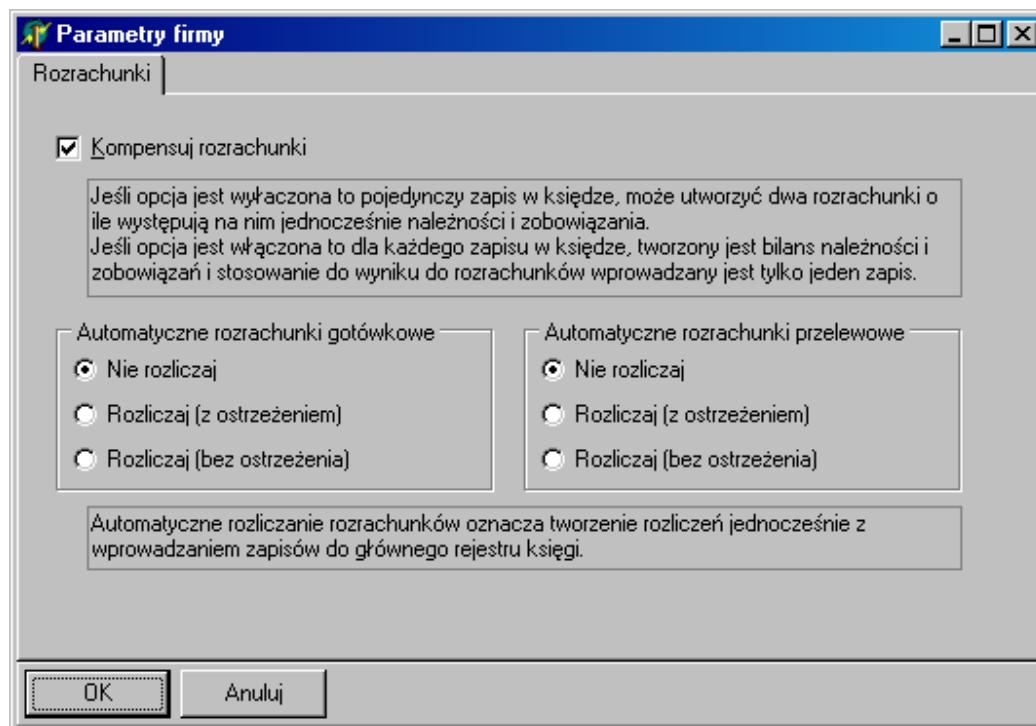 Parametry firmy
Rozrachunki
Kompensuj rozrachunki
Jeśli opcja jest wyłaczona to pojedynczy zapis w księdze, może utworzyć dwa rozrachunki o
ile występują na nim jednocześnie należności i zobowiązania.
Jeśli opcja jest włączona to dla każdego zapisu w księdze, tworzony jest bilans należności i
zobowiązań i stosowanie do wyniku do rozrachunków wprowadzany jest tylko jeden zapis.
Automatyczne rozrachunki gotówkowe
Nie rozliczaj
Rozliczaj (z ostrzeżeniem)
Rozliczaj (bez ostrzeżenia)
Automatyczne rozrachunki przelewowe
Nie rozliczaj
Rozliczaj (z ostrzeżeniem)
Rozliczaj (bez ostrzeżenia)
Automatyczne rozliczanie rozrachunków oznacza tworzenie rozliczeń jednocześnie z
wprowadzaniem zapisów do głównego rejestru księgi.
OK
Anuluj